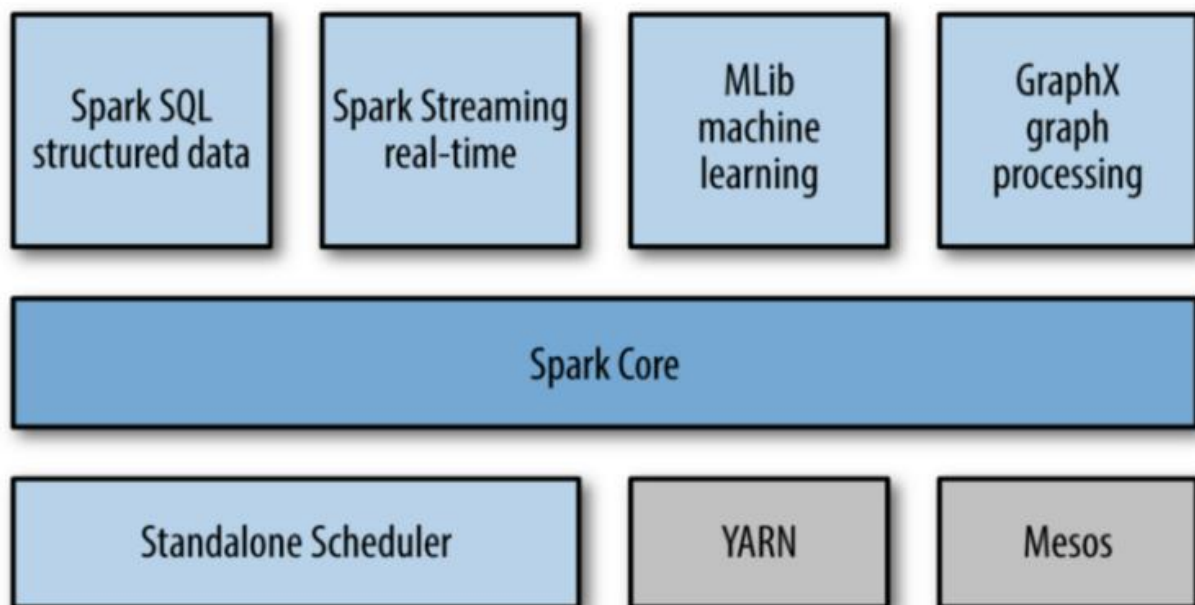 Spark SQL
structured data
Spark Streaming
real-time
MLib
machine
learning
GraphX
graph
processing
Spark Core
Standalone Scheduler
YARN
Mesos